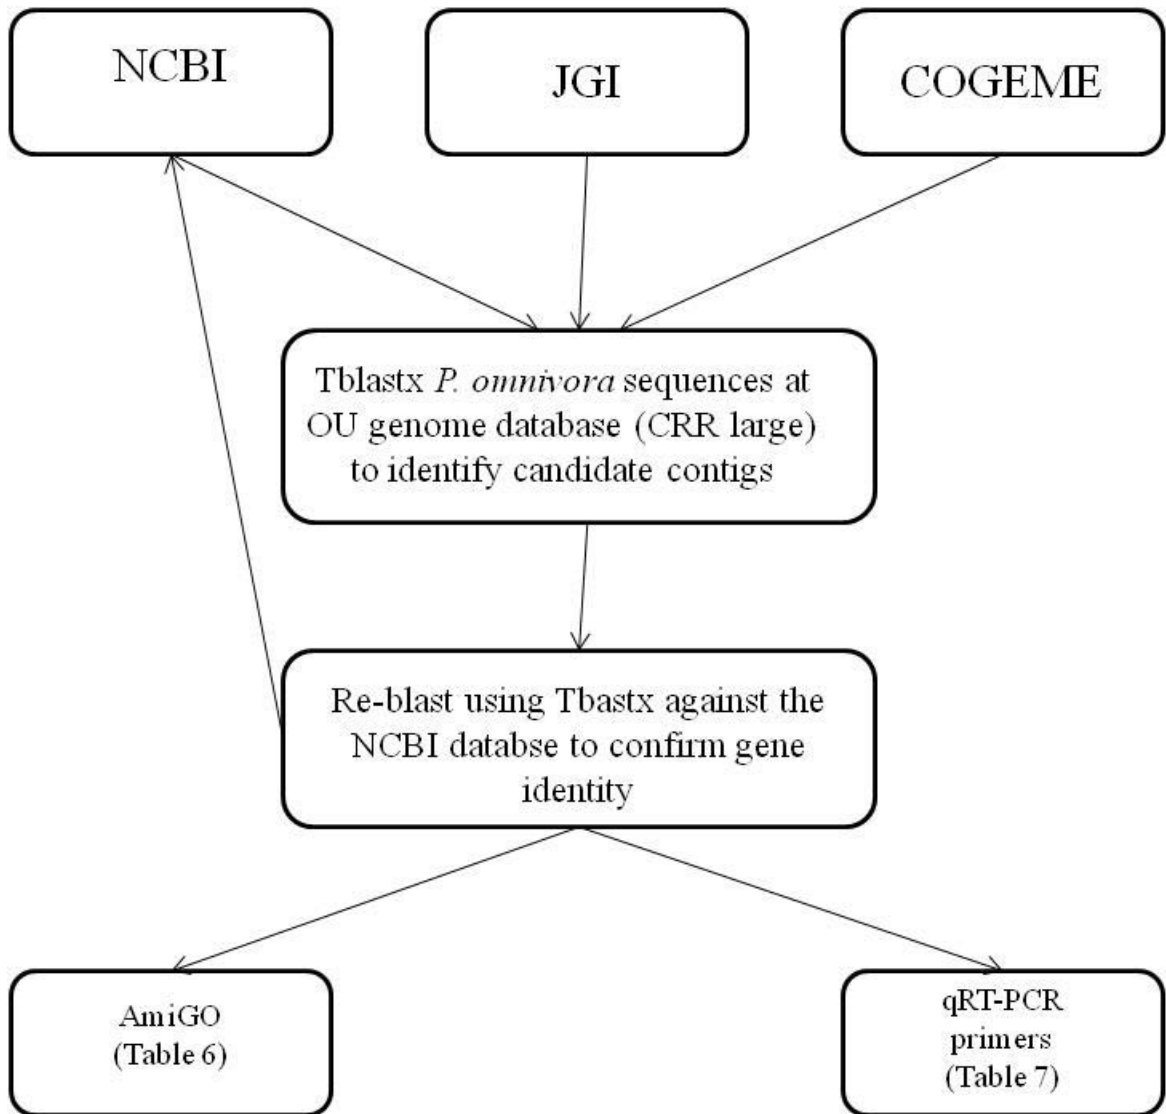 NCBI
JGI
COGEME
Tblastx P. omnivora sequences at
OU genome database (CRR large)
to identify candidate contigs
Re-blast using Tbastx against the
NCBI databse to confirm gene
identity
AmiGO
(Table 6)
qRT-PCR
primers
(Table 7)